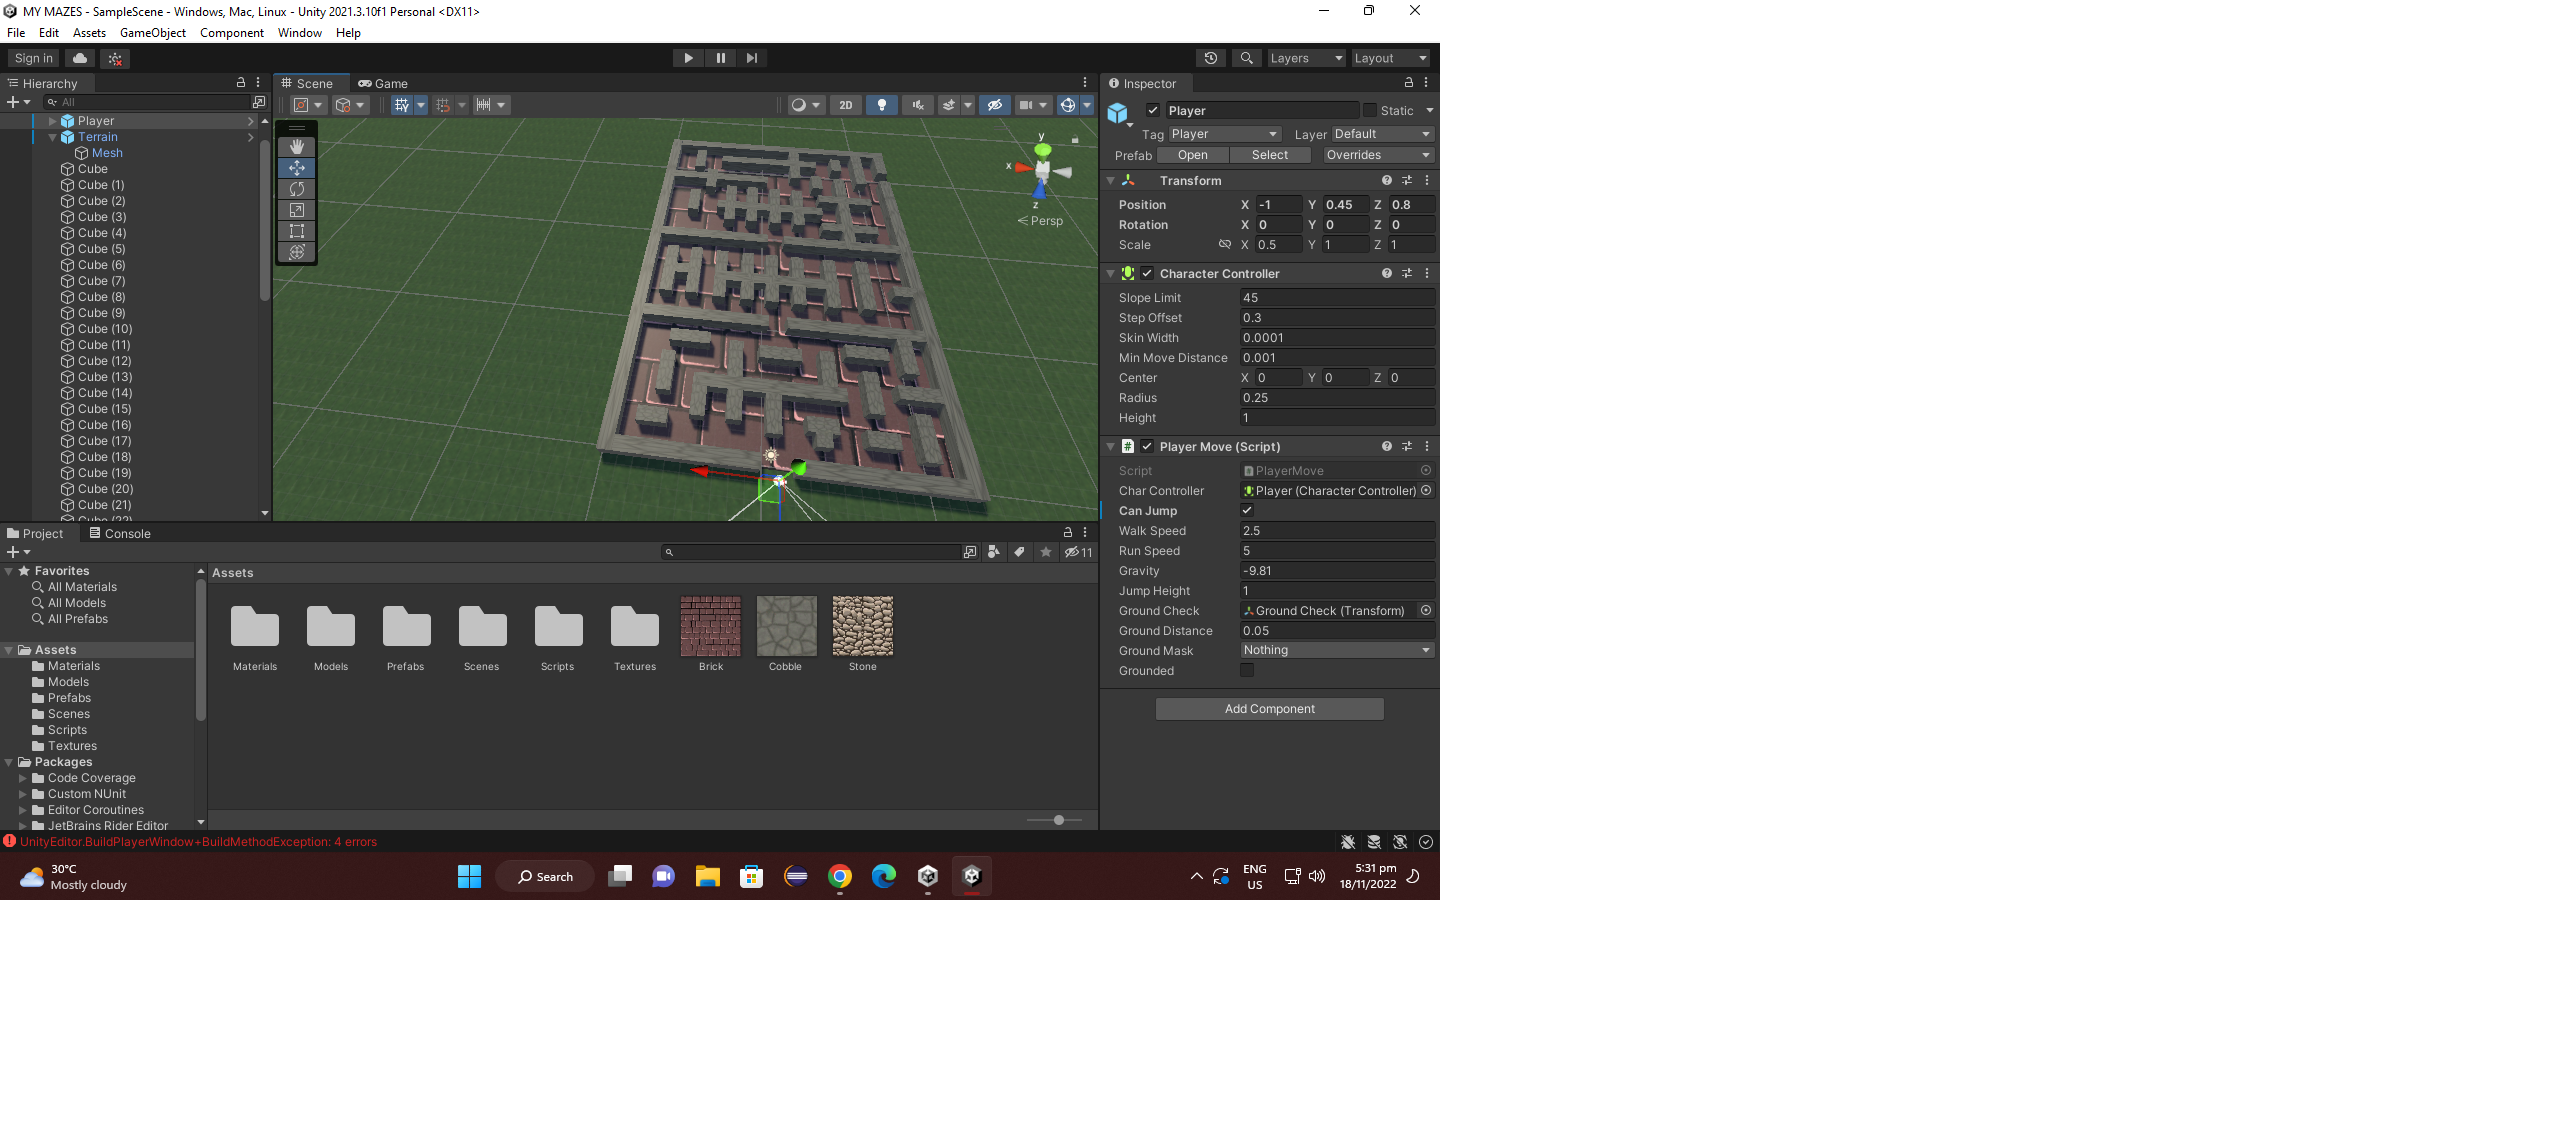 MY MAZES - SampleScene - Windows, Mac, Linux - Unity 2021.3.10f1 Personal <DX11>
File Edit Assets GameObject Component Window Help
Sign in
Layers
Layout
Hierarchy
All
Player
Terrain
Mesh
Cube
Cube (1)
Cube (2)
Cube (3)
Cube (4)
Cube (5)
Cube (6)
Cube (7)
Cube (8)
Cube (9)
Cube (10)
Cube (11)
Cube (12)
Cube (13)
Cube (14)
Cube (15)
Cube (16)
Cube (17)
Cube (18)
Cube (19)
Cube (20)
Cube (21)
Cube (22)
Scene Game
2D
y
x
z
< Persp
Inspector
Player
Static
Tag Player Layer Default
Prefab Open Select Overrides
Transform
Position X -1 Y 0.45 Z 0.8
Rotation X 0 Y 0 Z 0
Scale X 0.5 Y 1 Z 1
Character Controller
Slope Limit 45
Step Offset 0.3
Skin Width 0.0001
Min Move Distance 0.001
Center X 0 Y 0 Z 0
Radius 0.25
Height 1
Player Move (Script)
Script PlayerMove
Char Controller Player (Character Controller)
Can Jump
Walk Speed 2.5
Run Speed 5
Gravity -9.81
Jump Height 1
Ground Check Ground Check (Transform)
Ground Distance 0.05
Ground Mask Nothing
Grounded
Add Component
Project Console
11
Favorites
All Materials
All Models
All Prefabs
Assets
Materials
Models
Prefabs
Scenes
Scripts
Textures
Packages
Code Coverage
Custom NUnit
Editor Coroutines
JetBrains Rider Editor
Assets
Materials Models Prefabs Scenes Scripts Textures Brick Cobble Stone
UnityEditor.BuildPlayerWindow+BuildMethodException: 4 errors
30°C
Mostly cloudy
Search
ENG
US
5:31 pm
18/11/2022